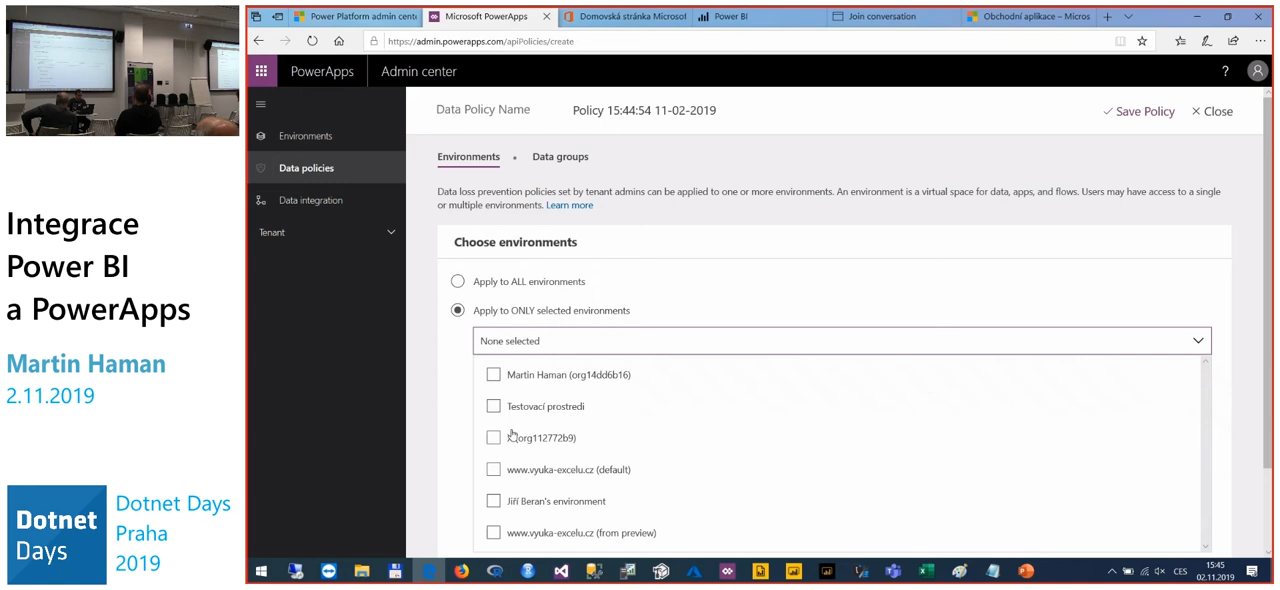 Integrace
Power BI
a PowerApps
Martin Haman
2.11.2019
Dotnet
Days
Dotnet Days
Praha
2019
Power Platform admin cent
Microsoft PowerApps
Domovská stránka Microsof
Power BI
Join conversation
Obchodní aplikace – Micros
https://admin.powerapps.com/apiPolicies/create
PowerApps
Admin center
?
Environments
Data policies
Data integration
Tenant
Data Policy Name
Policy 15:44:54 11-02-2019
Save Policy
Close
Environments
Data groups
Data loss prevention policies set by tenant admins can be applied to one or more environments. An environment is a virtual space for data, apps, and flows. Users may have access to a single
or multiple environments. Learn more
Choose environments
Apply to ALL environments
Apply to ONLY selected environments
None selected
Martin Haman (org14dd6b16)
Testovací prostredi
(org112772b9)
www.vyuka-excelu.cz (default)
Jiří Beran's environment
www.vyuka-excelu.cz (from preview)
CES
15:45
02.11.2019